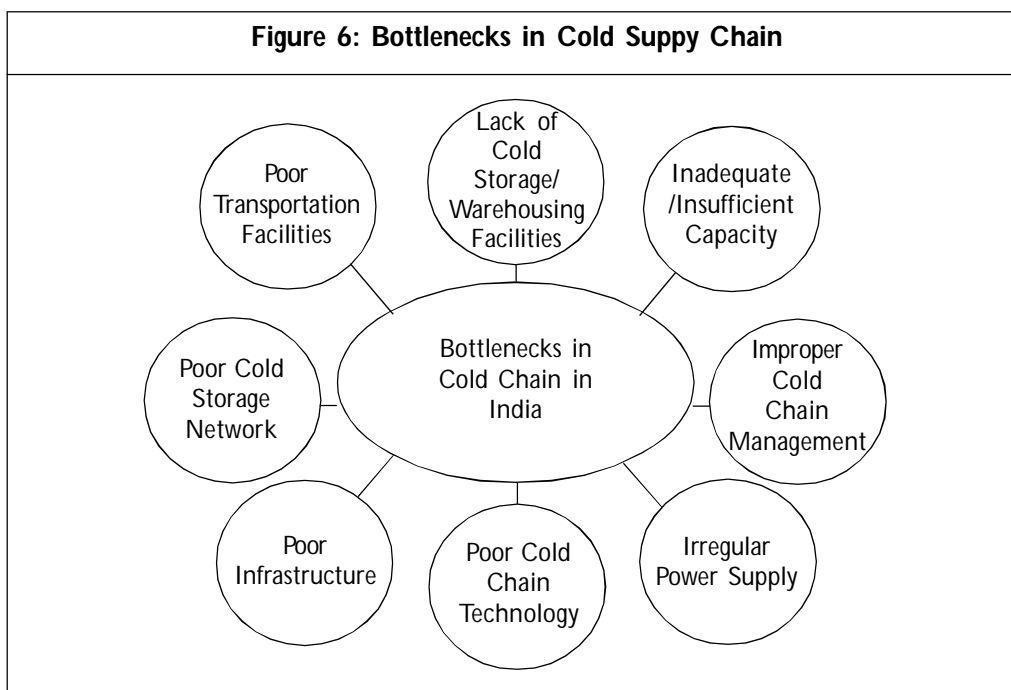 Figure 6: Bottlenecks in Cold Suppy Chain
Lack of
Cold
Storage/
Warehousing
Facilities
Poor
Transportation
Facilities
Inadequate
/Insufficient
Capacity
Bottlenecks in
Cold Chain in
India
Poor Cold
Storage
Network
Improper
Cold
Chain
Management
Poor
Infrastructure
Poor Cold
Chain
Technology
Irregular
Power Supply